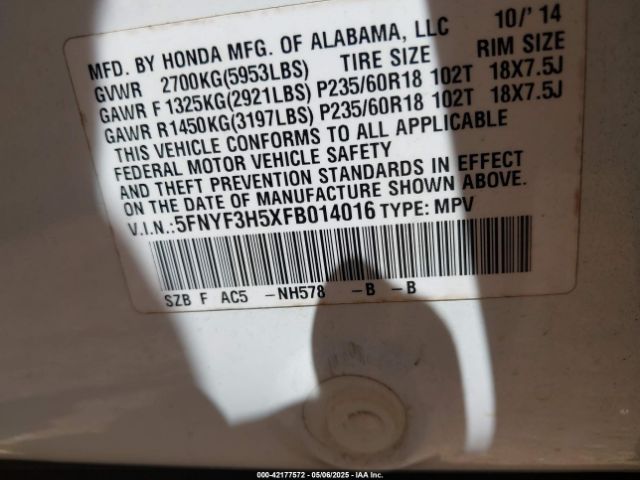 MFD. BY HONDA MFG. OF ALABAMA, LLC 10/'14
GVWR 2700KG(5953LBS) TIRE SIZE RIM SIZE
GAWR F 1325KG(2921LBS) P235/60R18 102T 18X7.5J
GAWR R1450KG(3197LBS) P235/60R18 102T 18X7.5J
THIS VEHICLE CONFORMS TO ALL APPLICABLE
FEDERAL MOTOR VEHICLE SAFETY
AND THEFT PREVENTION STANDARDS IN EFFECT
ON THE DATE OF MANUFACTURE SHOWN ABOVE.
V.I.N.:5FNYF3H5XFB014016 TYPE: MPV
SZB F AC5 -NH578 -B -B
000-42177572 - 05/06/2025 - IAAI Inc.